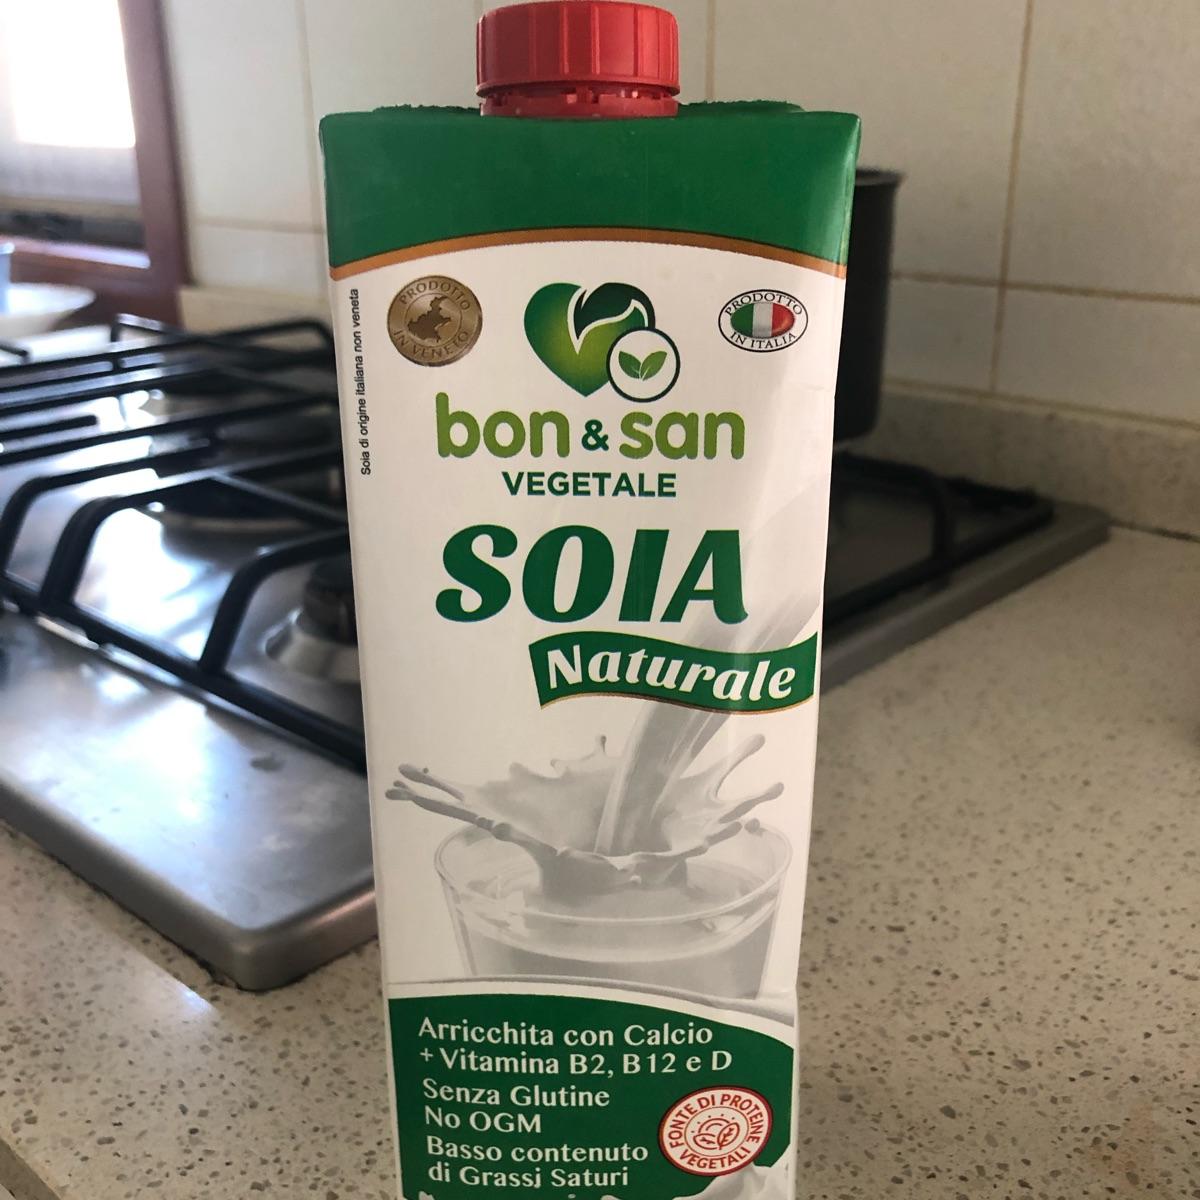 PRODOTTO
IN VENETO
PRODOTTO
IN ITALIA
Soia di origine italiana non veneta
bon & san
VEGETALE
SOIA
Naturale
Arricchita con Calcio
+ Vitamina B2, B12 e D
Senza Glutine
No OGM
Basso contenuto
di Grassi Saturi
FONTE DI PROTEINE
VEGETALI